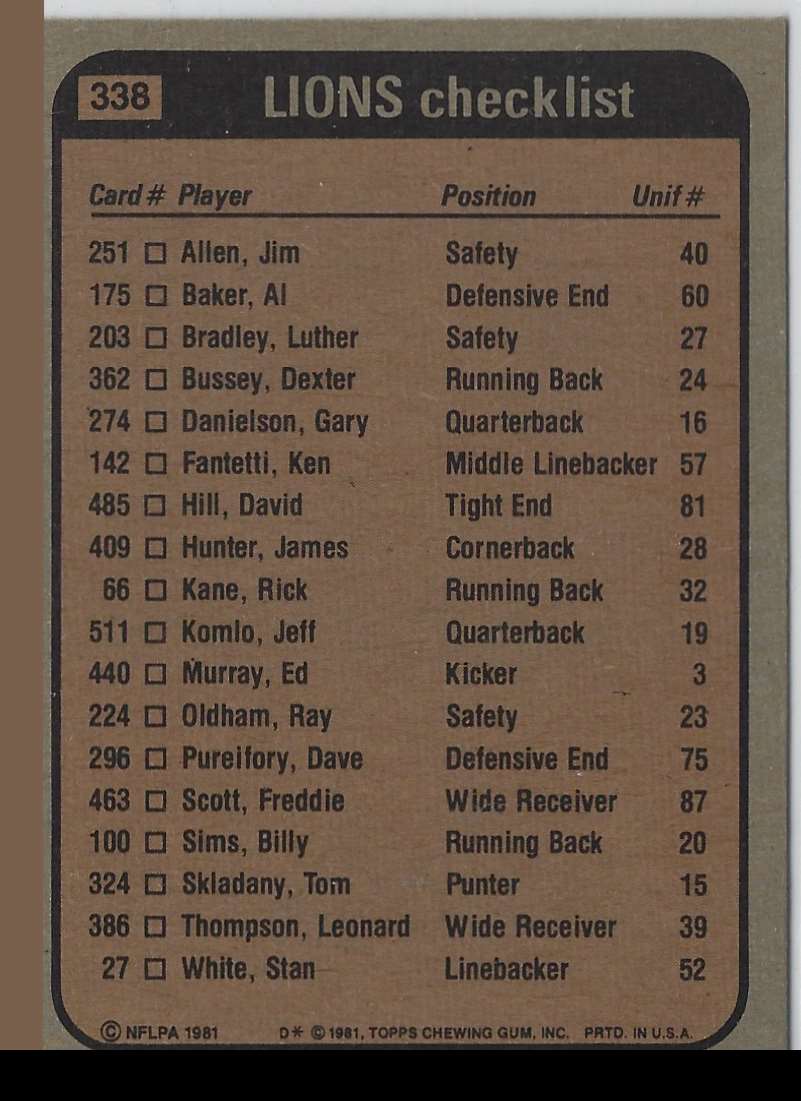 338 LIONS checklist
Card # Player Position Unif #
251 □ Allen, Jim Safety 40
175 □ Baker, Al Defensive End 60
203 □ Bradley, Luther Safety 27
362 □ Bussey, Dexter Running Back 24
274 □ Danielson, Gary Quarterback 16
142 □ Fantetti, Ken Middle Linebacker 57
485 □ Hill, David Tight End 81
409 □ Hunter, James Cornerback 28
66 □ Kane, Rick Running Back 32
511 □ Komlo, Jeff Quarterback 19
440 □ Murray, Ed Kicker 3
224 □ Oldham, Ray Safety 23
296 □ Pureifory, Dave Defensive End 75
463 □ Scott, Freddie Wide Receiver 87
100 □ Sims, Billy Running Back 20
324 □ Skladany, Tom Punter 15
386 □ Thompson, Leonard Wide Receiver 39
27 □ White, Stan Linebacker 52
© NFLPA 1981 D* © 1981, TOPPS CHEWING GUM, INC. PRTD. IN U.S.A.